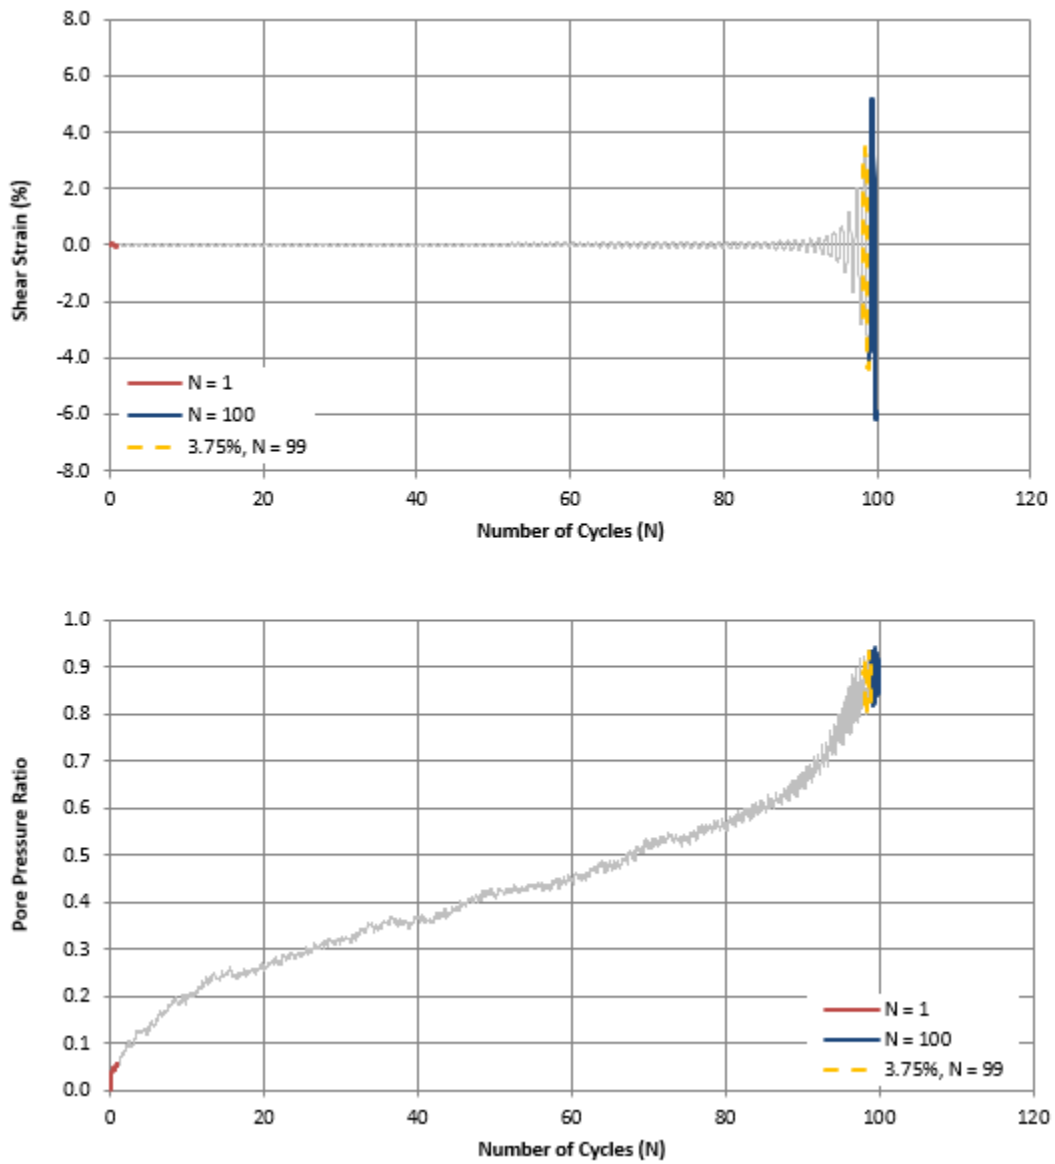 8.0
6.0
4.0
2.0
0.0
-2.0
-4.0
-6.0
-8.0
Shear Strain (%)
N = 1
N = 100
3.75%, N = 99
0 20 40 60 80 100 120
Number of Cycles (N)
1.0
0.9
0.8
0.7
0.6
0.5
0.4
0.3
0.2
0.1
0.0
Pore Pressure Ratio
N = 1
N = 100
3.75%, N = 99
0 20 40 60 80 100 120
Number of Cycles (N)